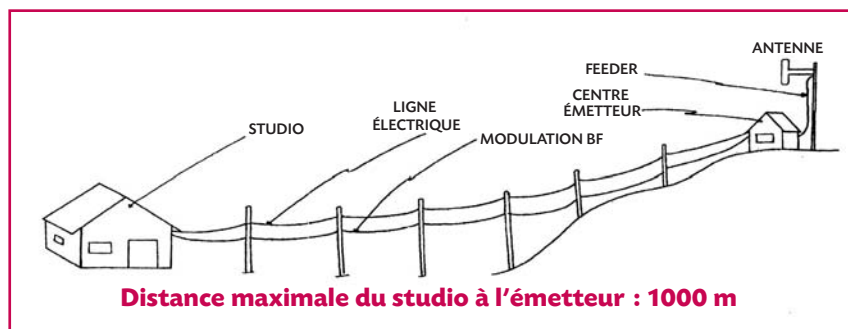 ANTENNE
FEEDER
CENTRE
ÉMETTEUR
LIGNE
ÉLECTRIQUE
STUDIO
MODULATION BF
Distance maximale du studio à l'émetteur : 1000 m